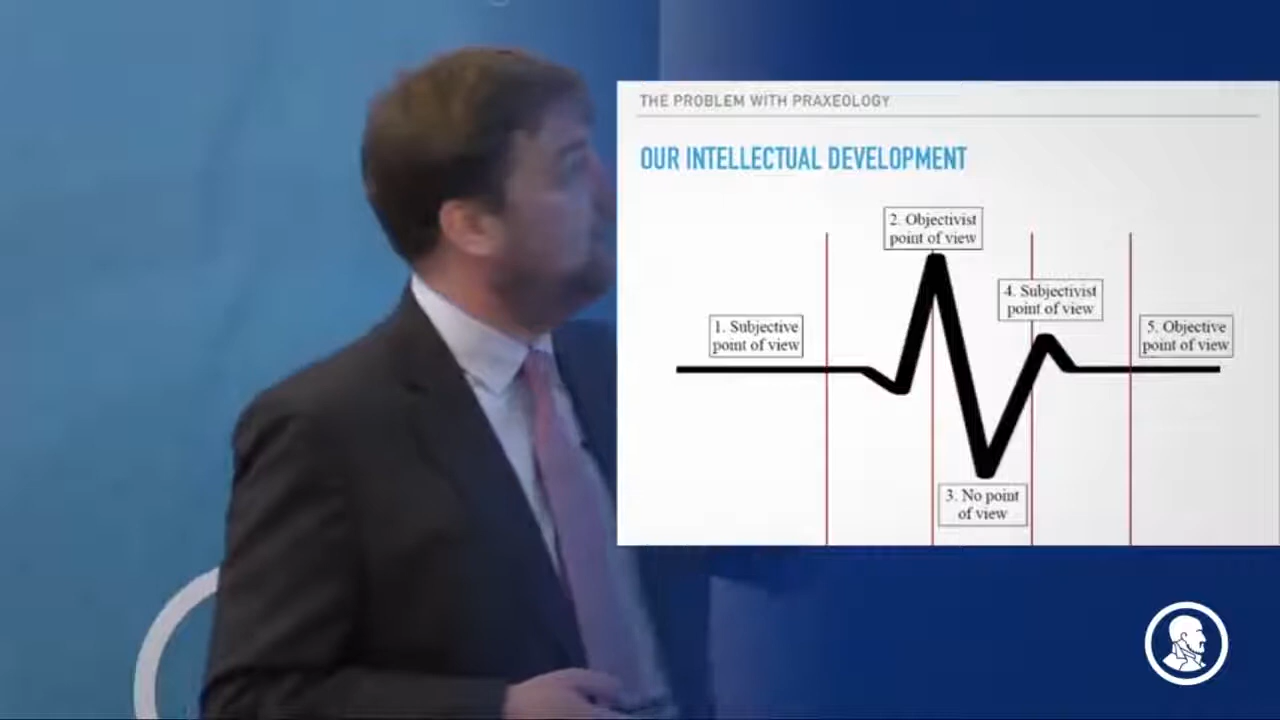 THE PROBLEM WITH PRAXEOLOGY
OUR INTELLECTUAL DEVELOPMENT
2. Objectivist
point of view
4. Subjectivist
point of view
1. Subjective
point of view
5. Objective
point of view
3. No point
of view